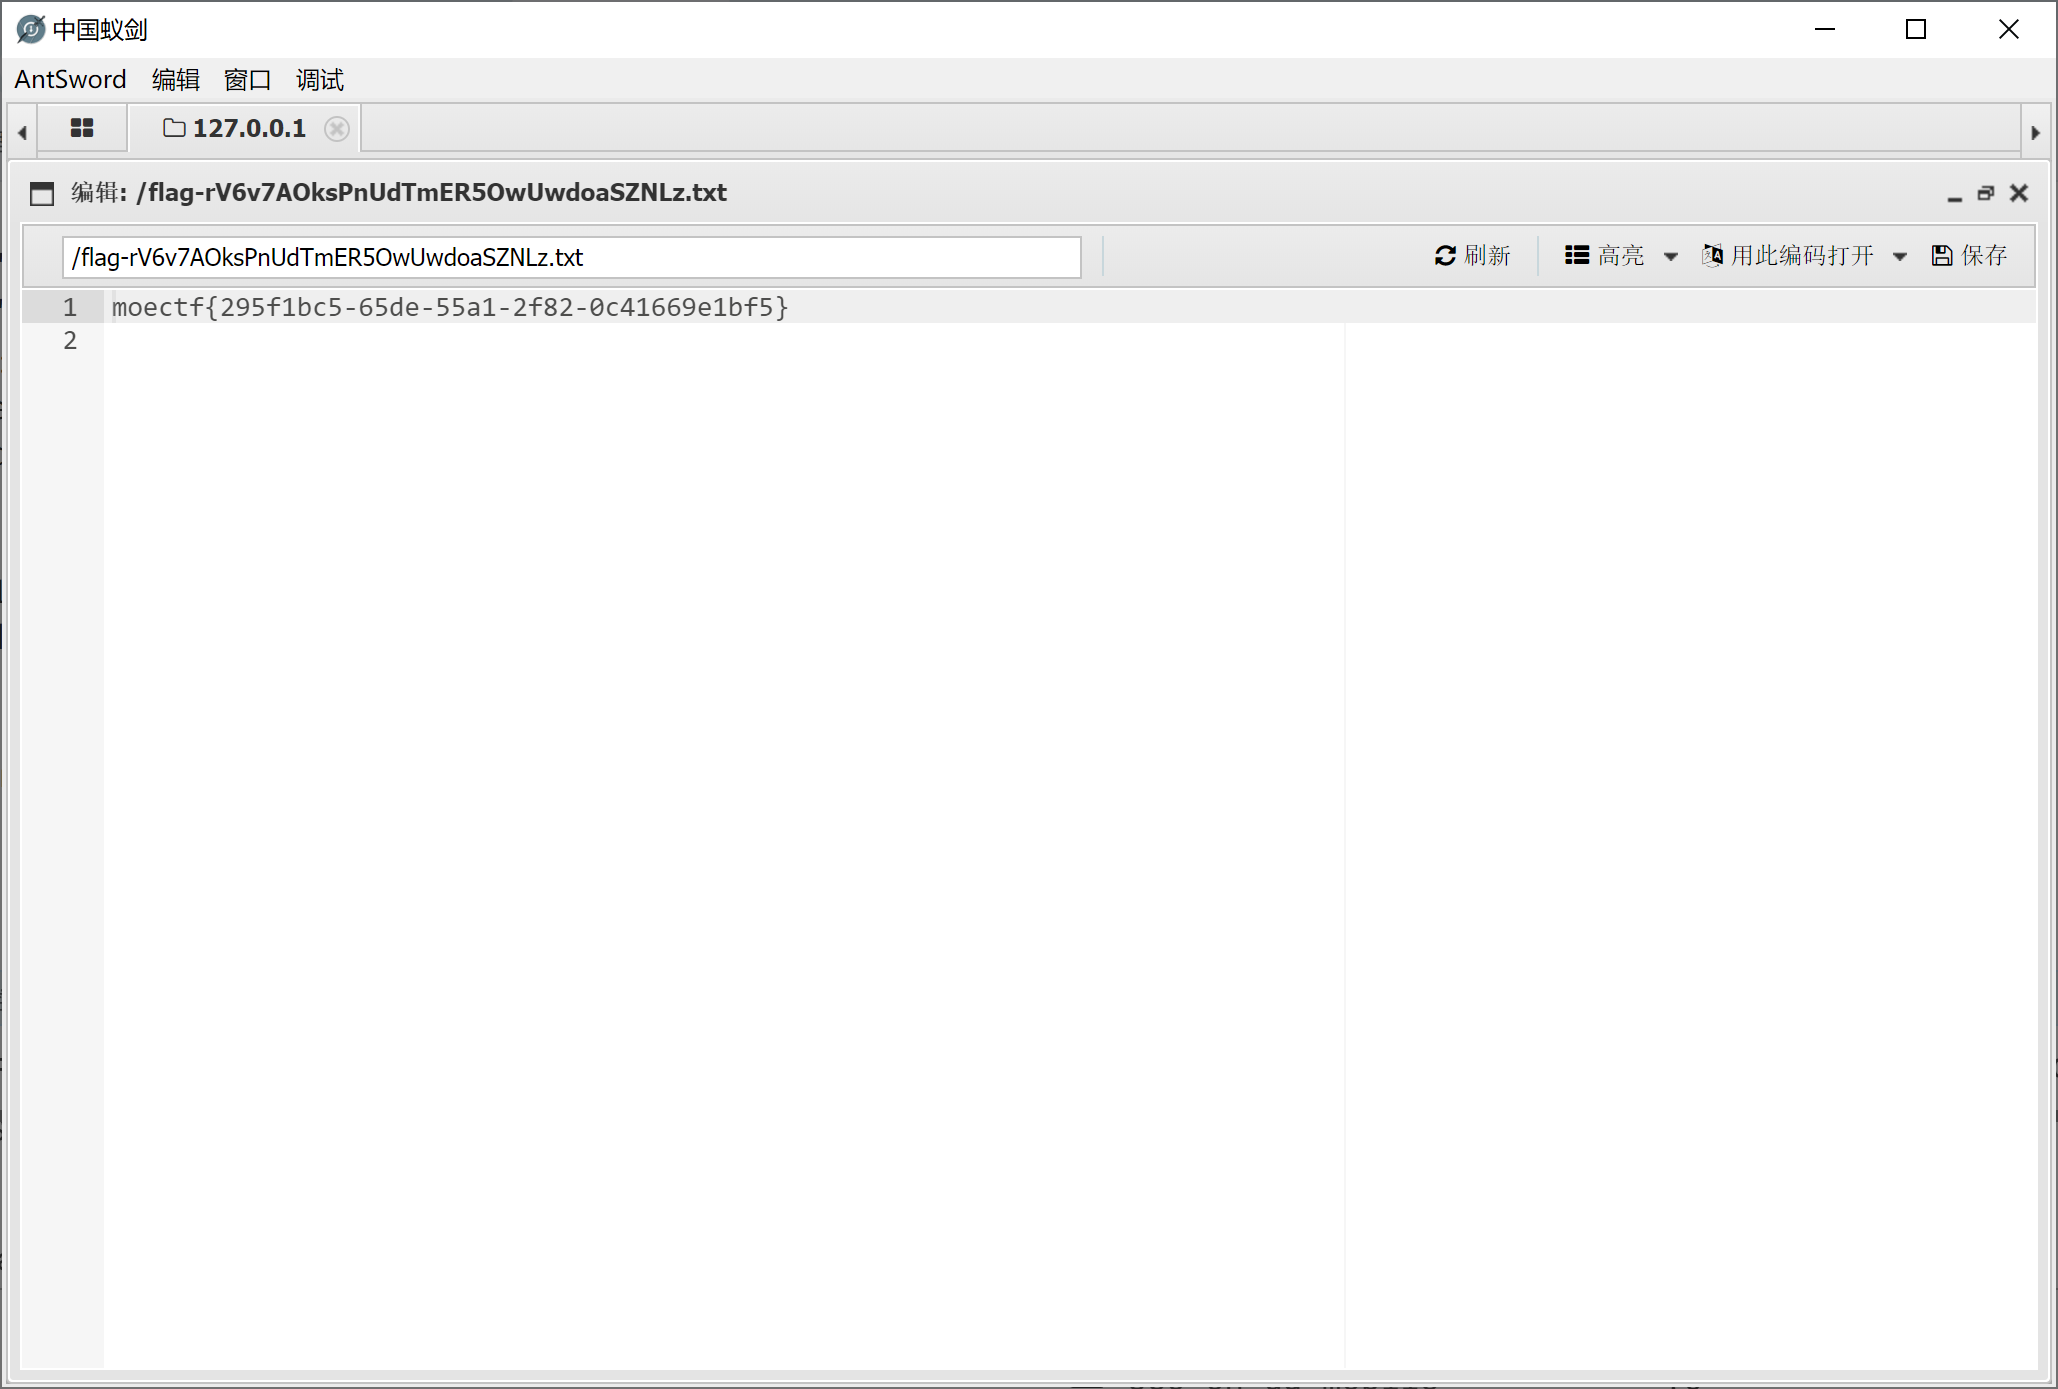 中国蚁剑
AntSword 编辑 窗口 调试
127.0.0.1
编辑: /flag-rV6v7AOksPnUdTmER5OwUwdoaSZNLz.txt
/flag-rV6v7AOksPnUdTmER5OwUwdoaSZNLz.txt 刷新 高亮 用此编码打开 保存
1 moectf{295f1bc5-65de-55a1-2f82-0c41669e1bf5}
2